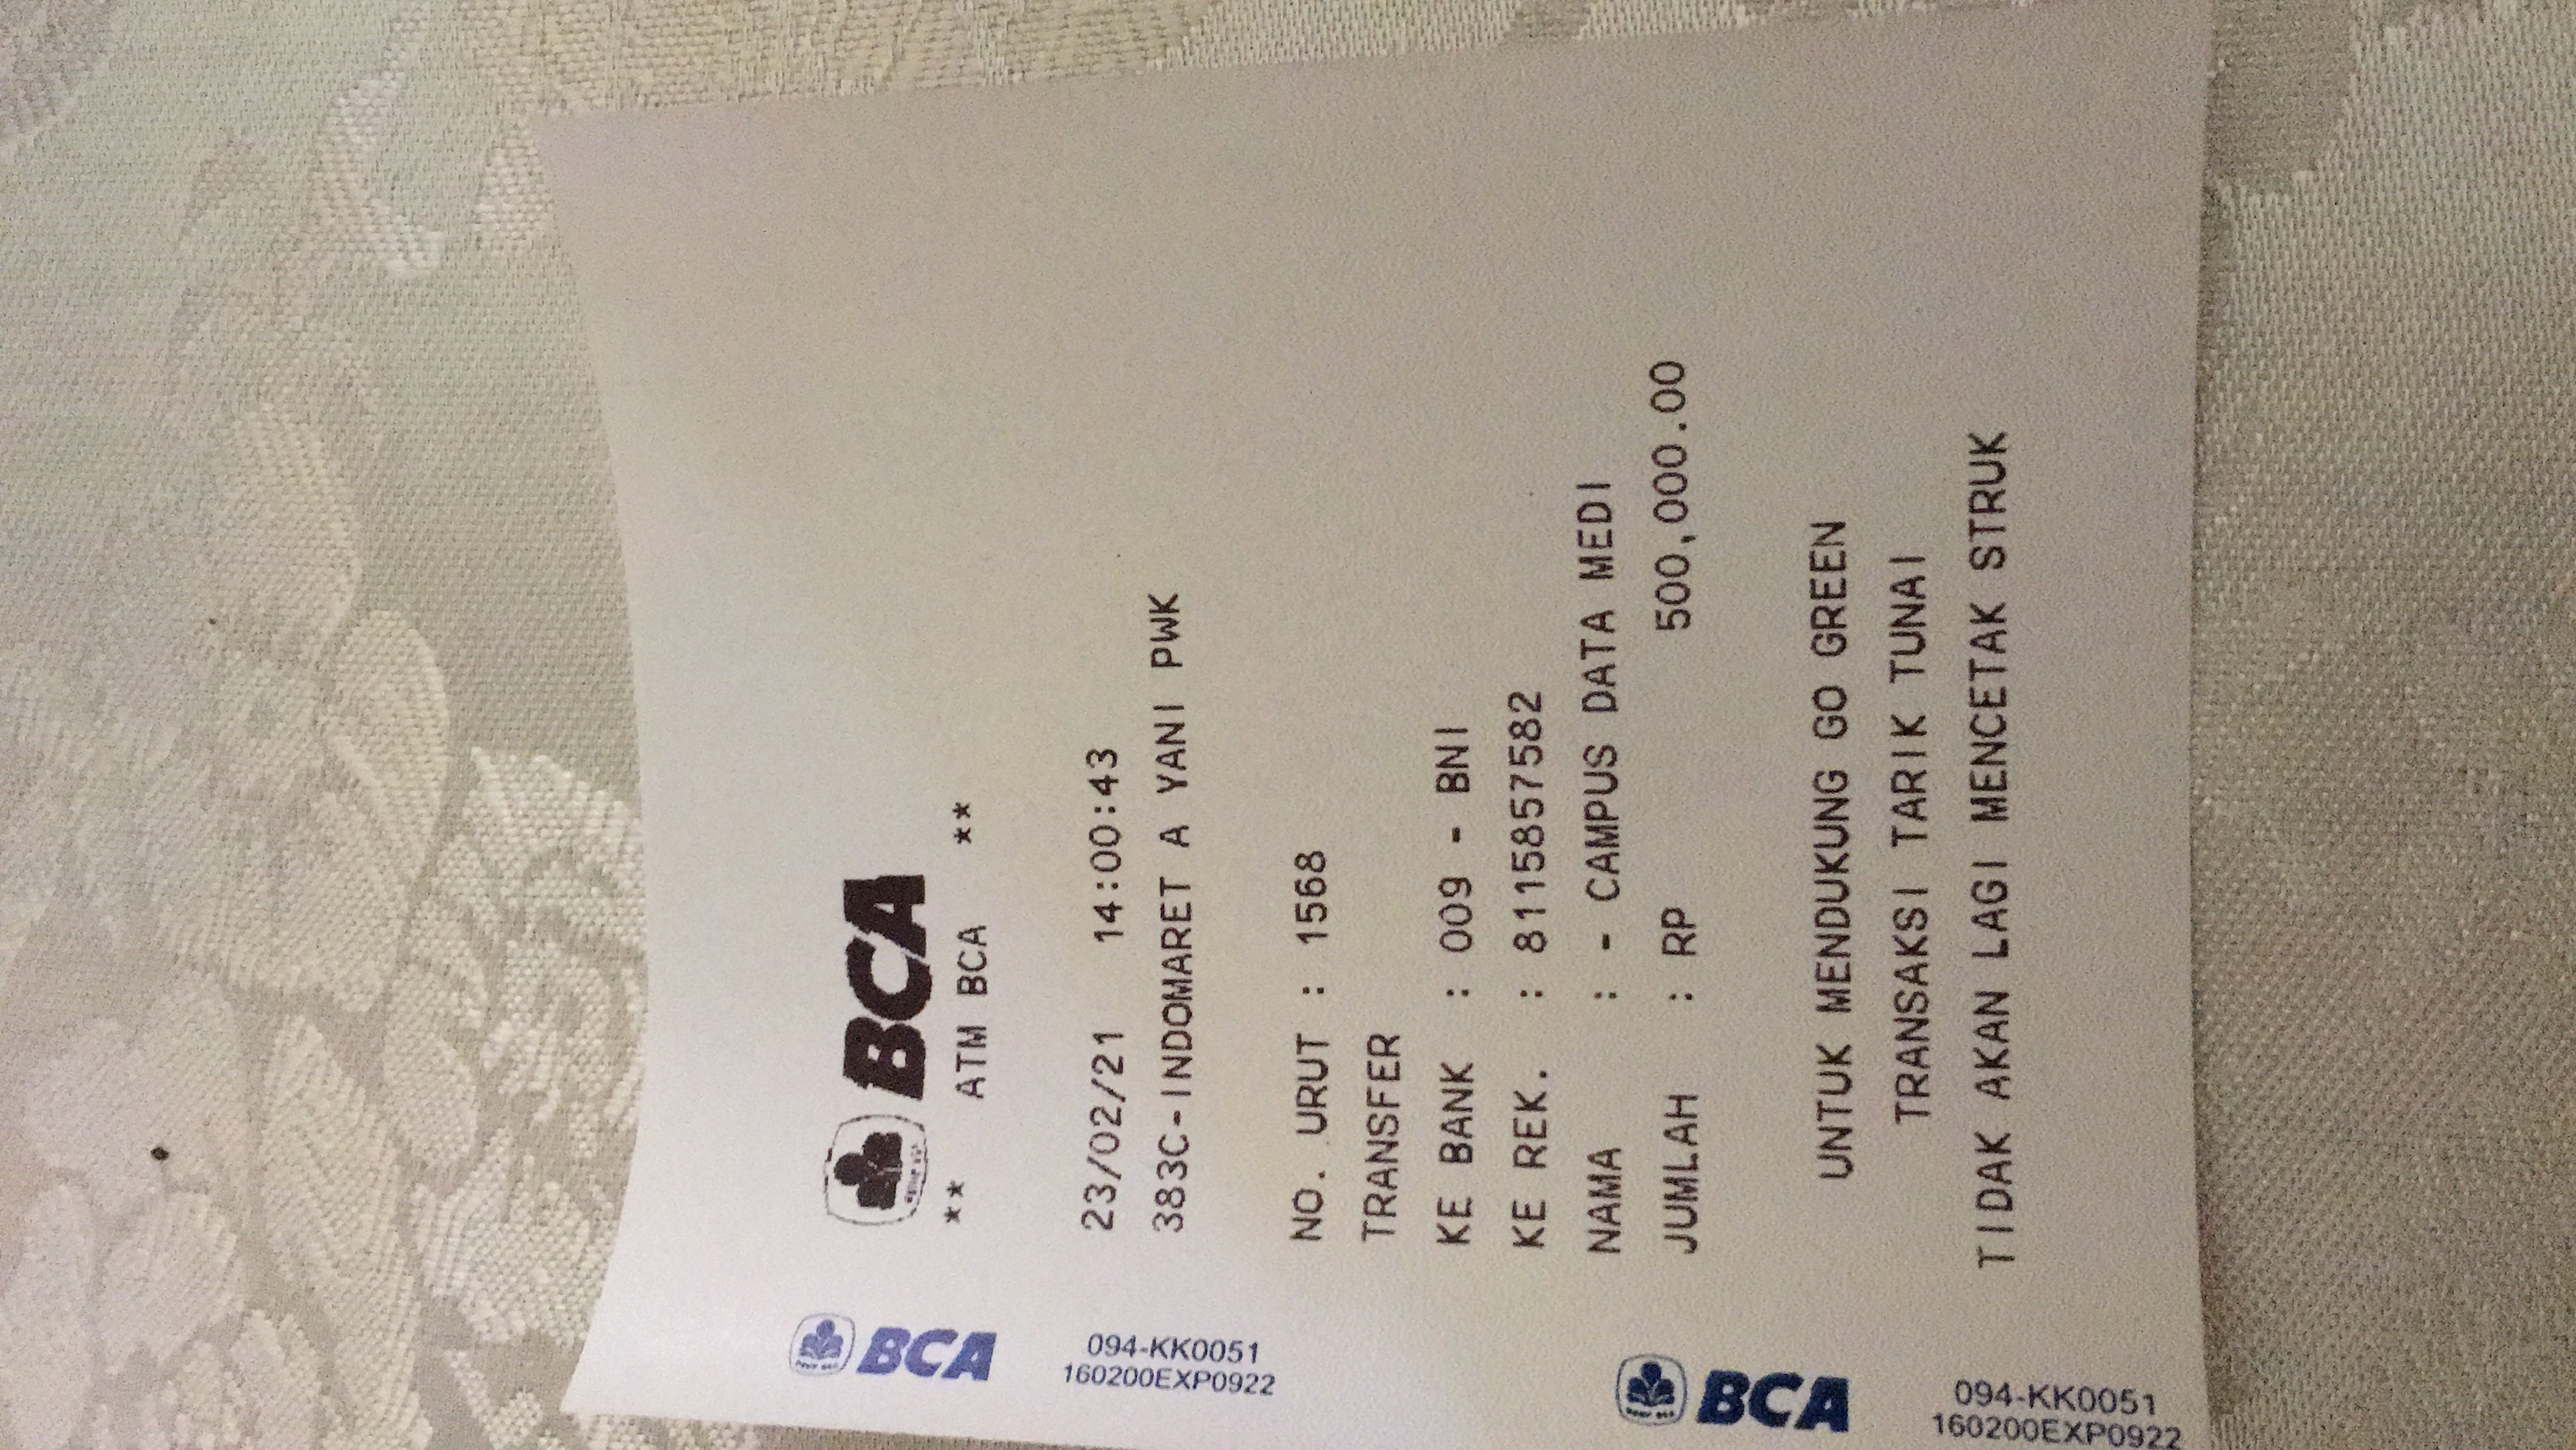 BCA
** ATM BCA **
23/02/21 14:00:43
383C-INDOMARET A YANI PWK
NO. URUT : 1568
TRANSFER
KE BANK : 009 - BNI
KE REK. : 8115857582
NAMA : - CAMPUS DATA MEDI
JUMLAH : RP 500,000.00
UNTUK MENDUKUNG GO GREEN
TRANSAKSI TARIK TUNAI
TIDAK AKAN LAGI MENCETAK STRUK
BCA
094-KK0051
160200EXP0922
BCA
094-KK0051
160200EXP0922